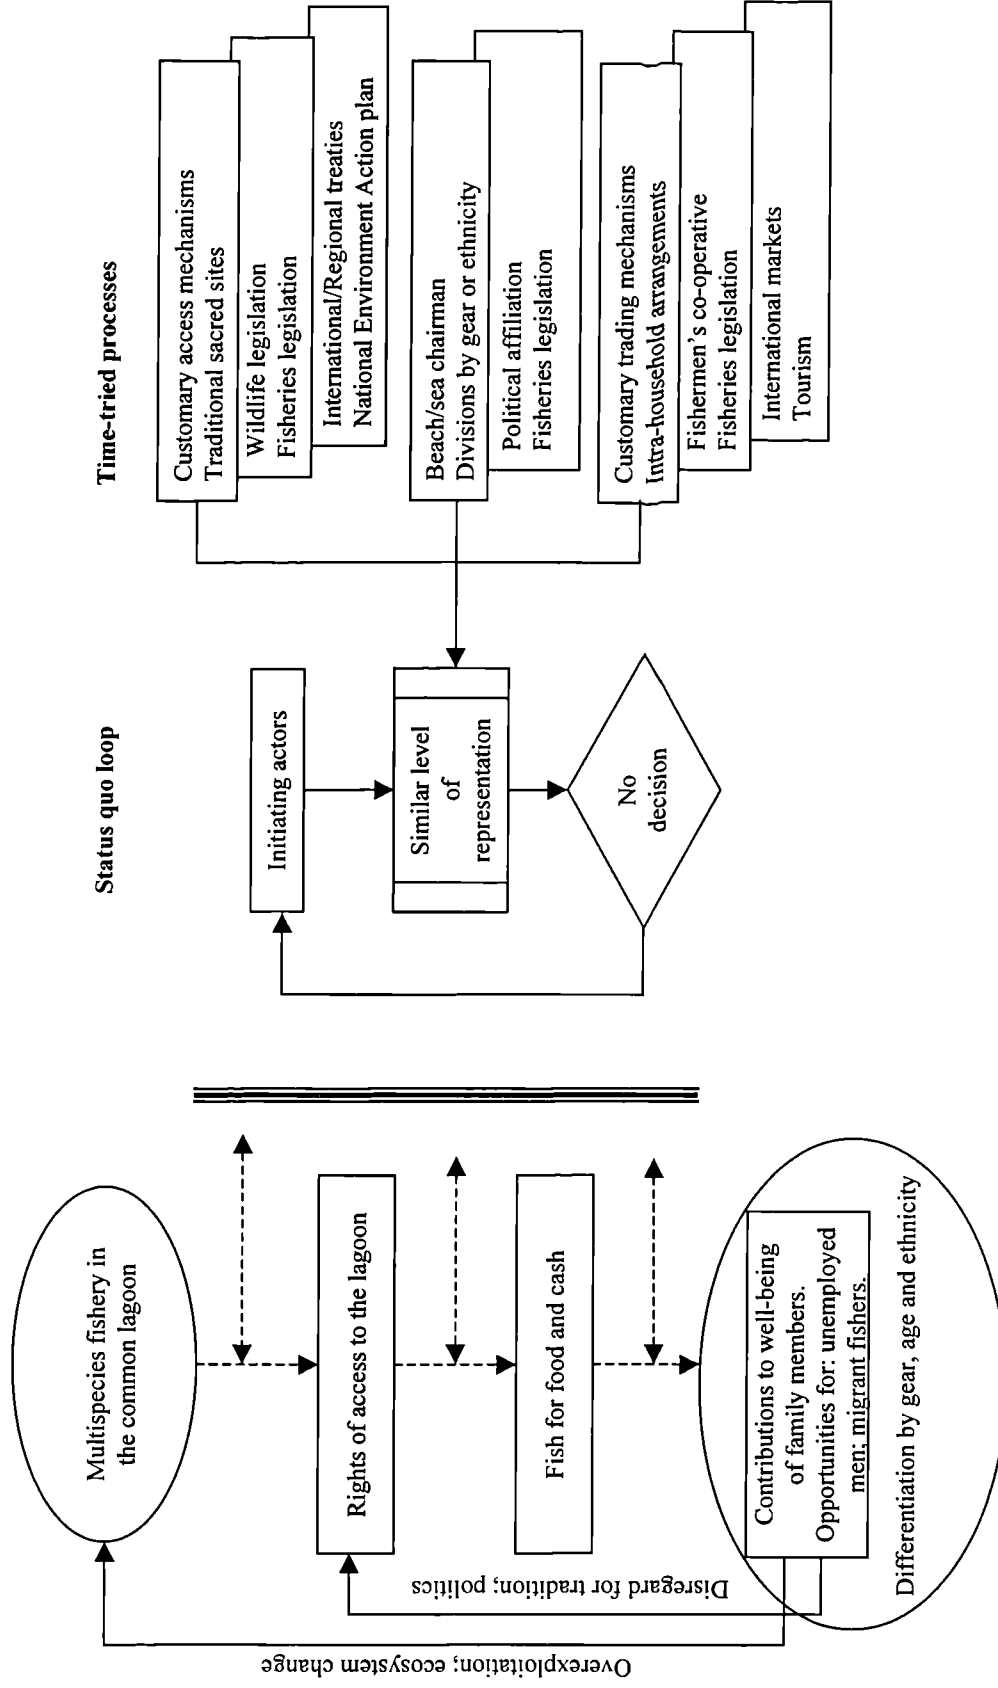 Multispecies fishery in
the common lagoon
Rights of access to the lagoon
Fish for food and cash
Contributions to well-being
of family members.
Opportunities for: unemployed
men; migrant fishers.
Differentiation by gear, age and ethnicity
Overexploitation; ecosystem change
Disregard for tradition; politics
Status quo loop
Initiating actors
Similar level
of
representation
No
decision
Time-tried processes
Customary access mechanisms
Traditional sacred sites
Wildlife legislation
Fisheries legislation
International/Regional treaties
National Environment Action plan
Beach/sea chairman
Divisions by gear or ethnicity
Political affiliation
Fisheries legislation
Customary trading mechanisms
Intra-household arrangements
Fishermen's co-operative
Fisheries legislation
International markets
Tourism